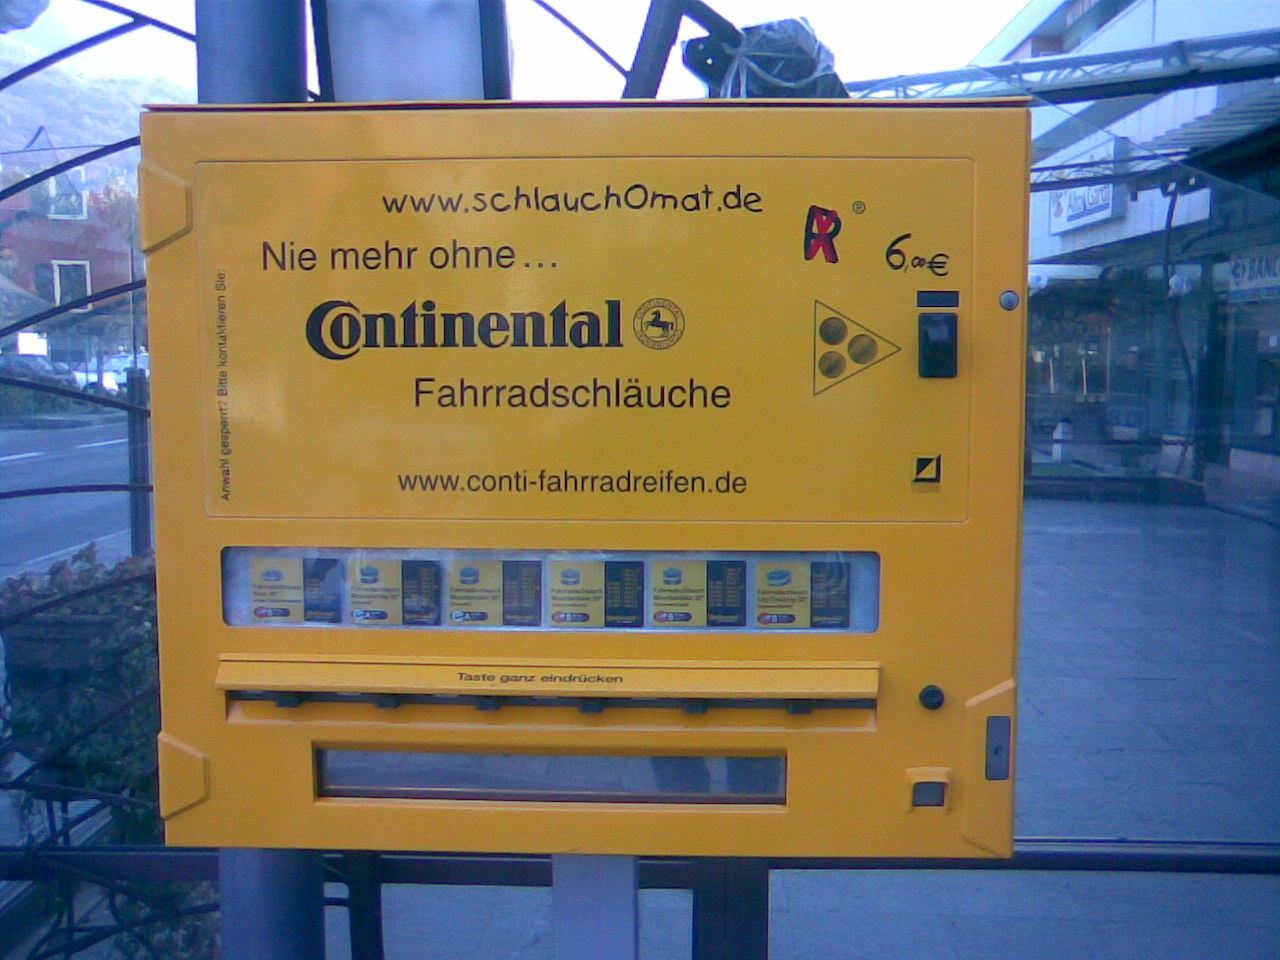 www.schlauchOmat.de
Nie mehr ohne...
6,00€
Continental
Fahrradschläuche
www.conti-fahrradreifen.de
Anwahl gesperrt? Bitte kontaktieren Sie:
Taste ganz eindrücken